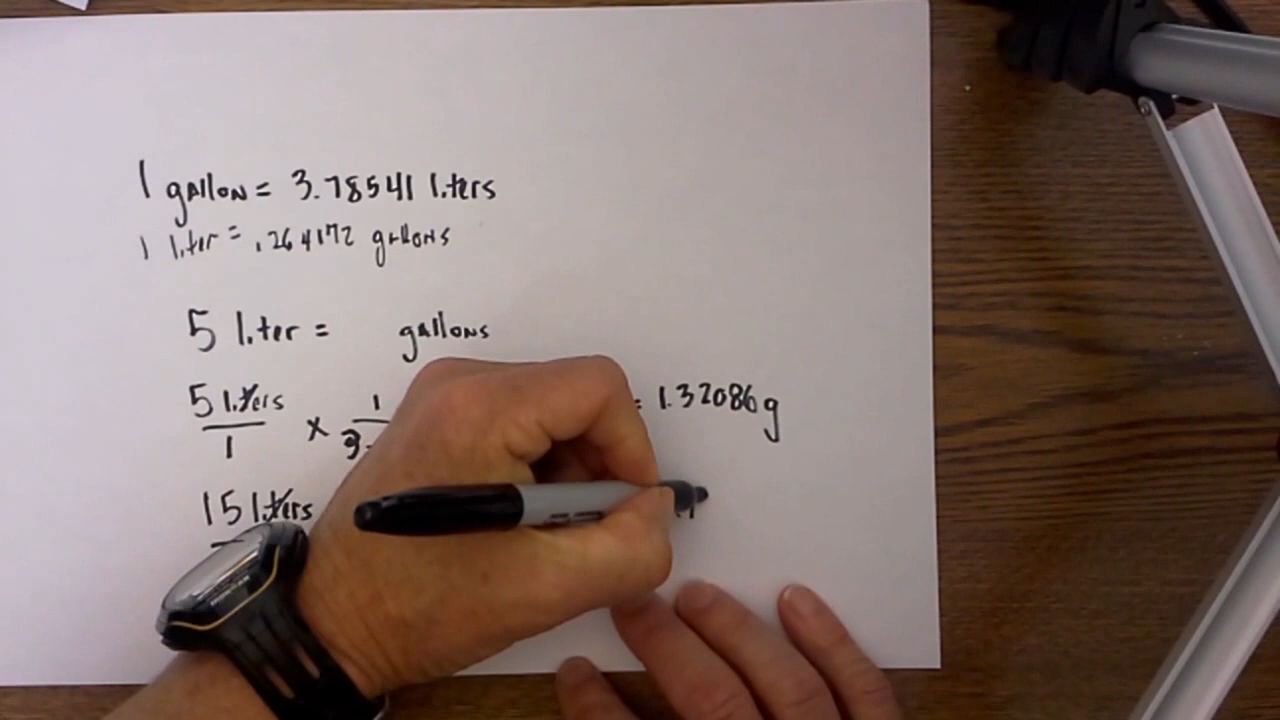 1 gallon = 3.78541 liters
1 liter = .264172 gallons
5 liter = gallons
5 liters / 1 × 1 / 3. = 1.32086 g
15 liters